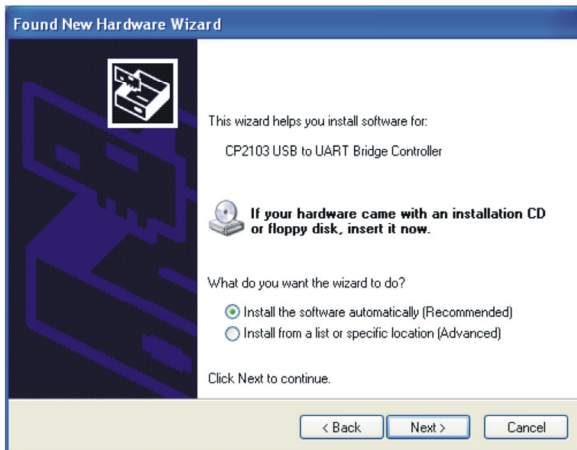 Found New Hardware Wizard
This wizard helps you install software for:
CP2103 USB to UART Bridge Controller
If your hardware came with an installation CD
or floppy disk, insert it now.
What do you want the wizard to do?
Install the software automatically (Recommended)
Install from a list or specific location (Advanced)
Click Next to continue.
< Back Next > Cancel